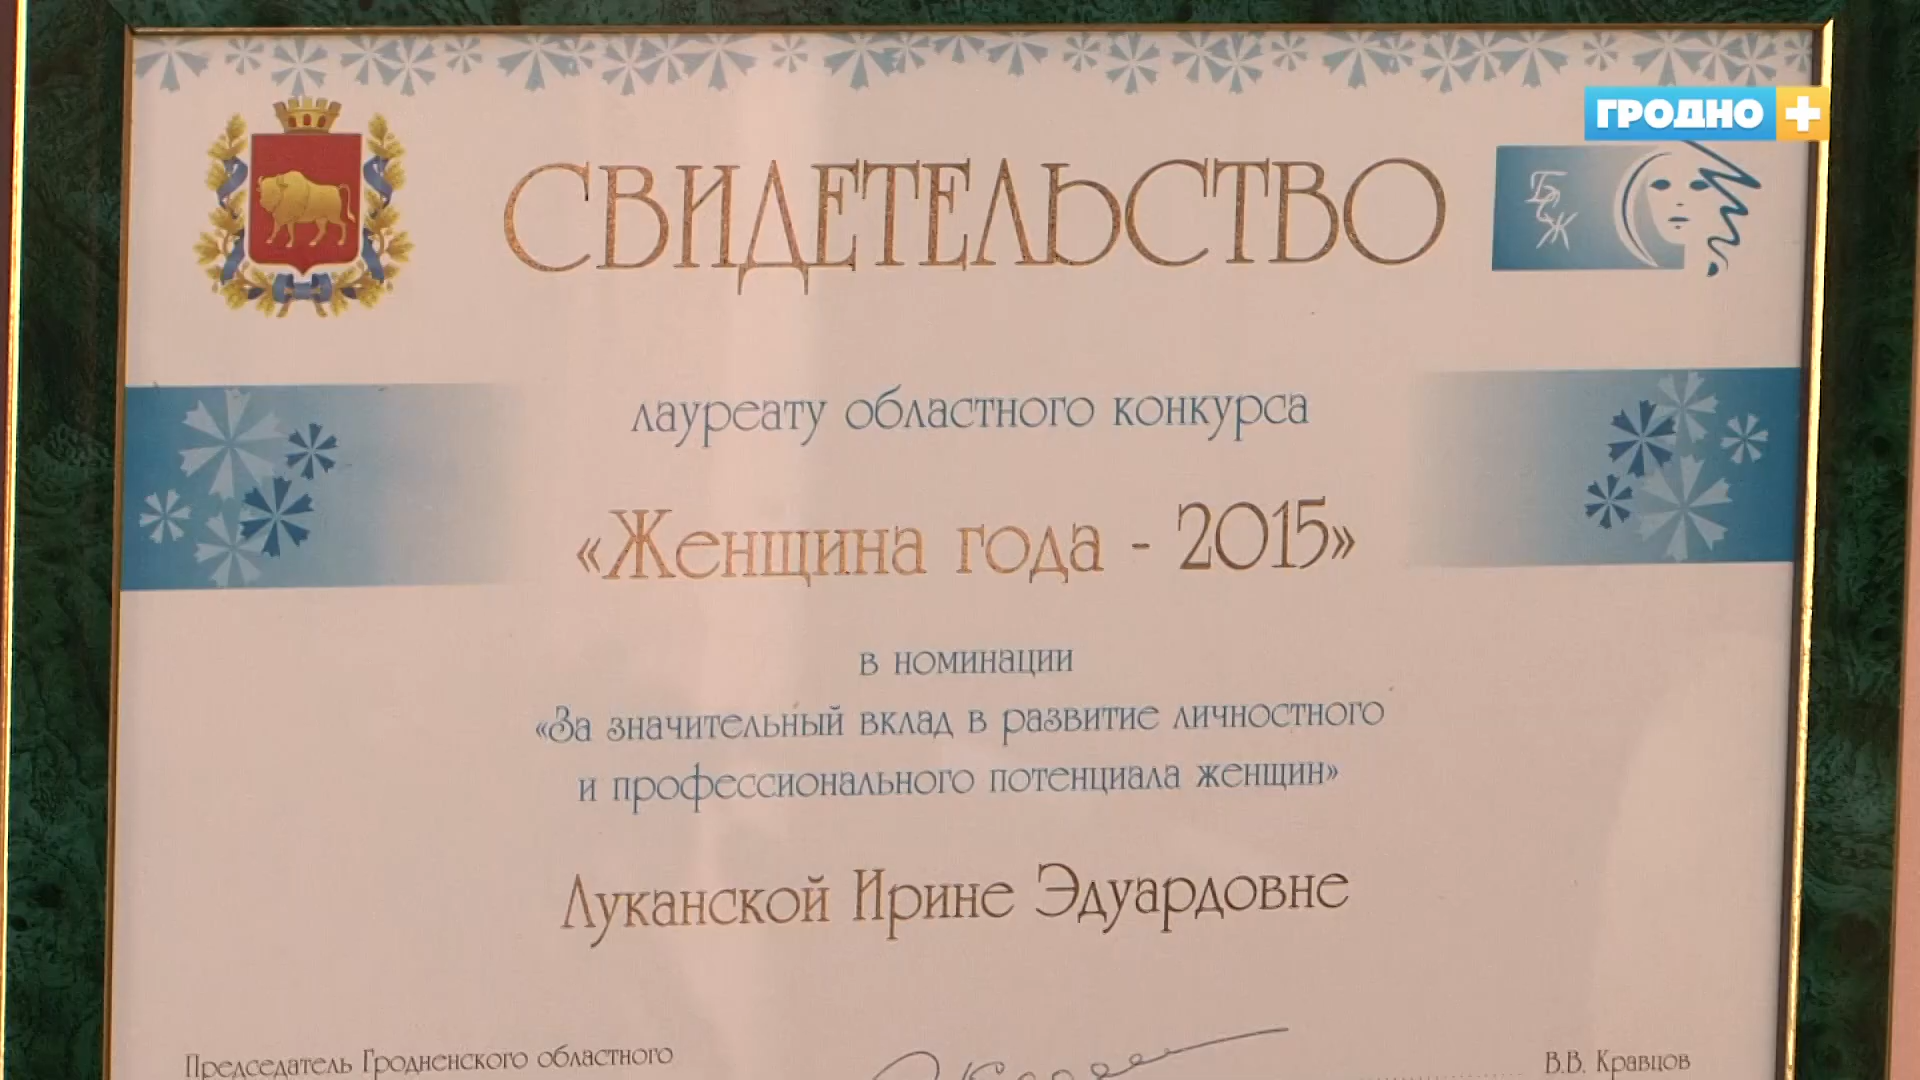 ГРОДНО +
СВИДЕТЕЛЬСТВО
БСЖ
лауреату областного конкурса
«Женщина года - 2015»
в номинации
«За значительный вклад в развитие личностного
и профессионального потенциала женщин»
Луканской Ирине Эдуардовне
Председатель Гродненского областного
В.В. Кравцов